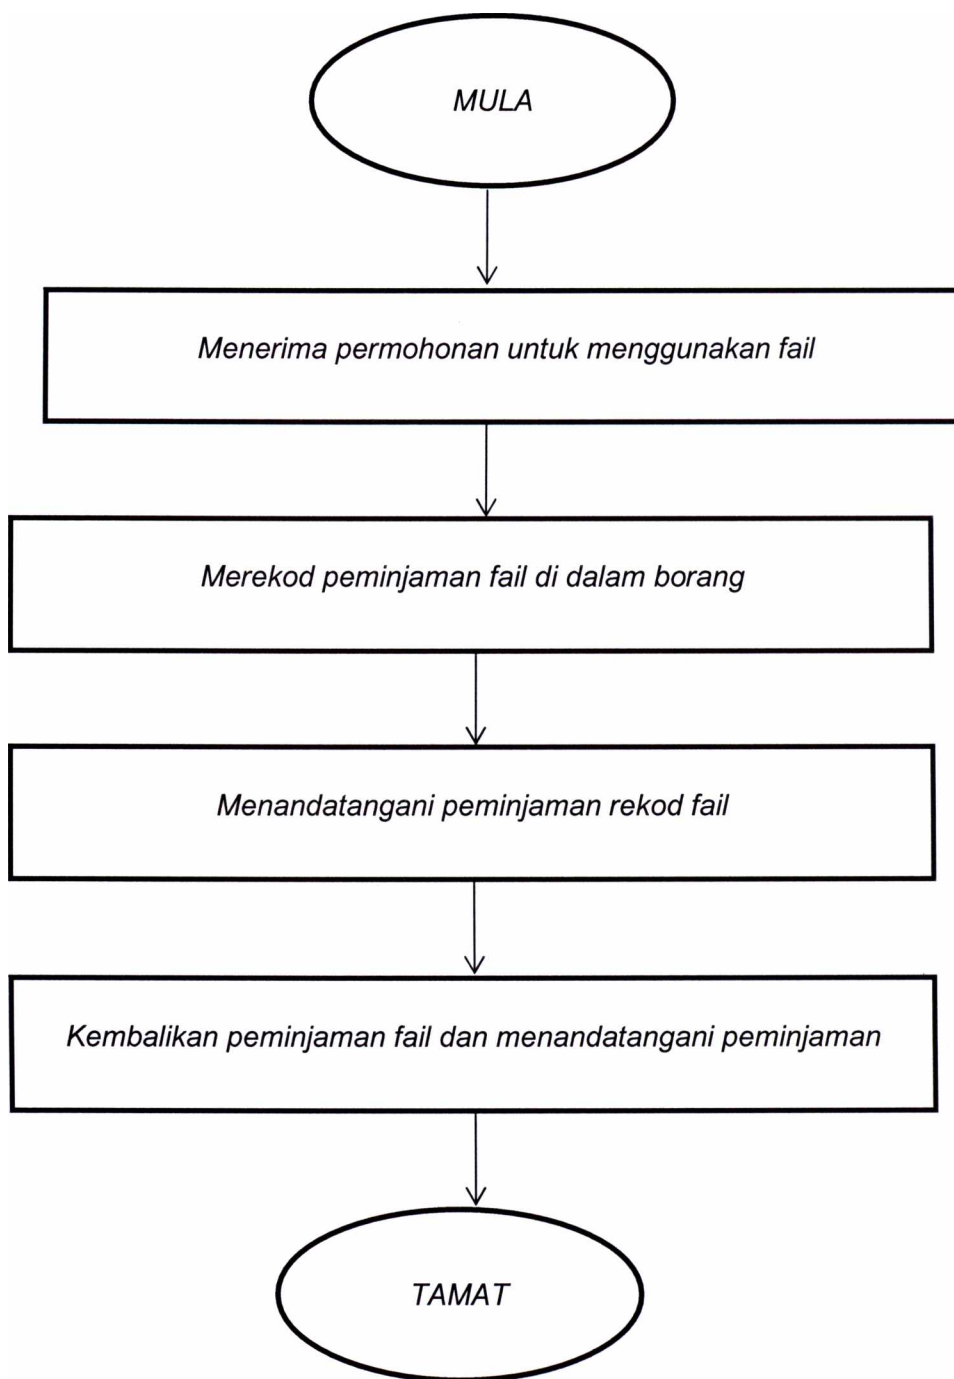 MULA
Menerima permohonan untuk menggunakan fail
Merekod peminjaman fail di dalam borang
Menandatangani peminjaman rekod fail
Kembalikan peminjaman fail dan menandatangani peminjaman
TAMAT